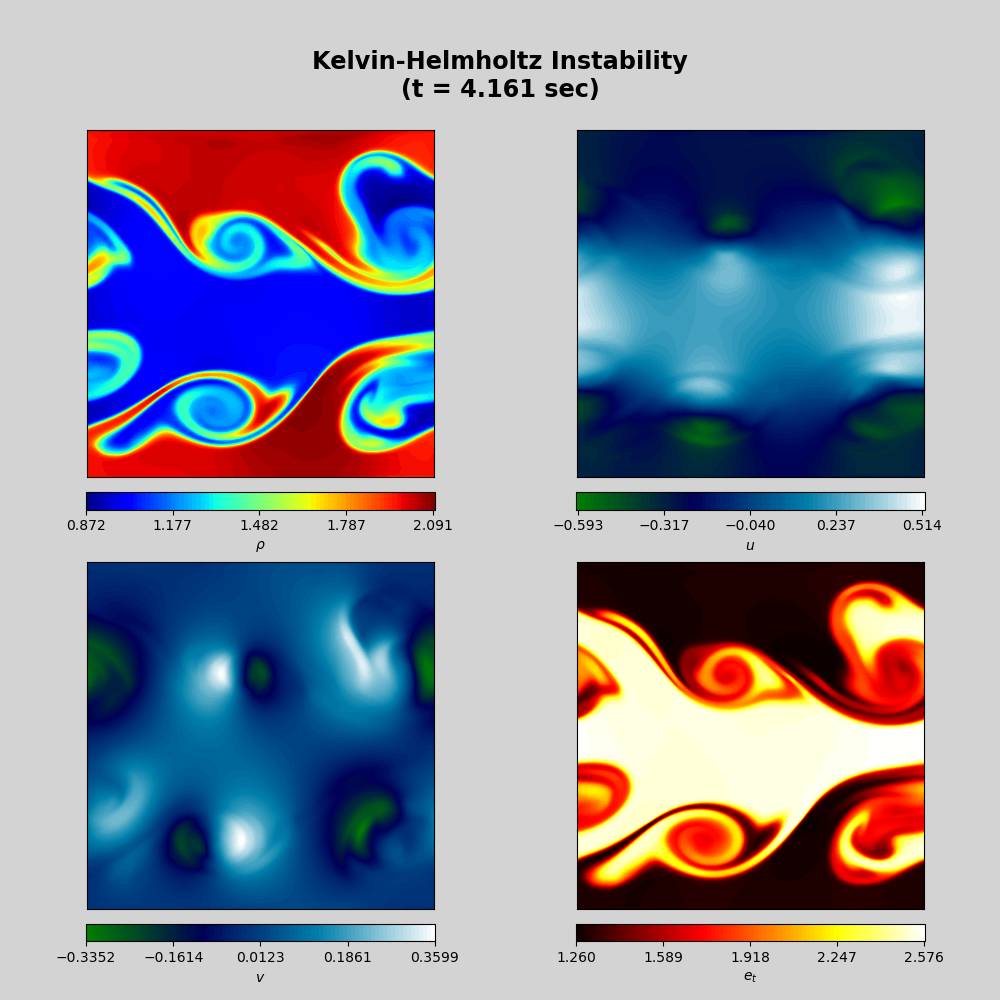 Kelvin-Helmholtz Instability
(t = 4.161 sec)
0.872 1.177 1.482 1.787 2.091
ρ
−0.593 −0.317 −0.040 0.237 0.514
u
−0.3352 −0.1614 0.0123 0.1861 0.3599
v
1.260 1.589 1.918 2.247 2.576
eₜ